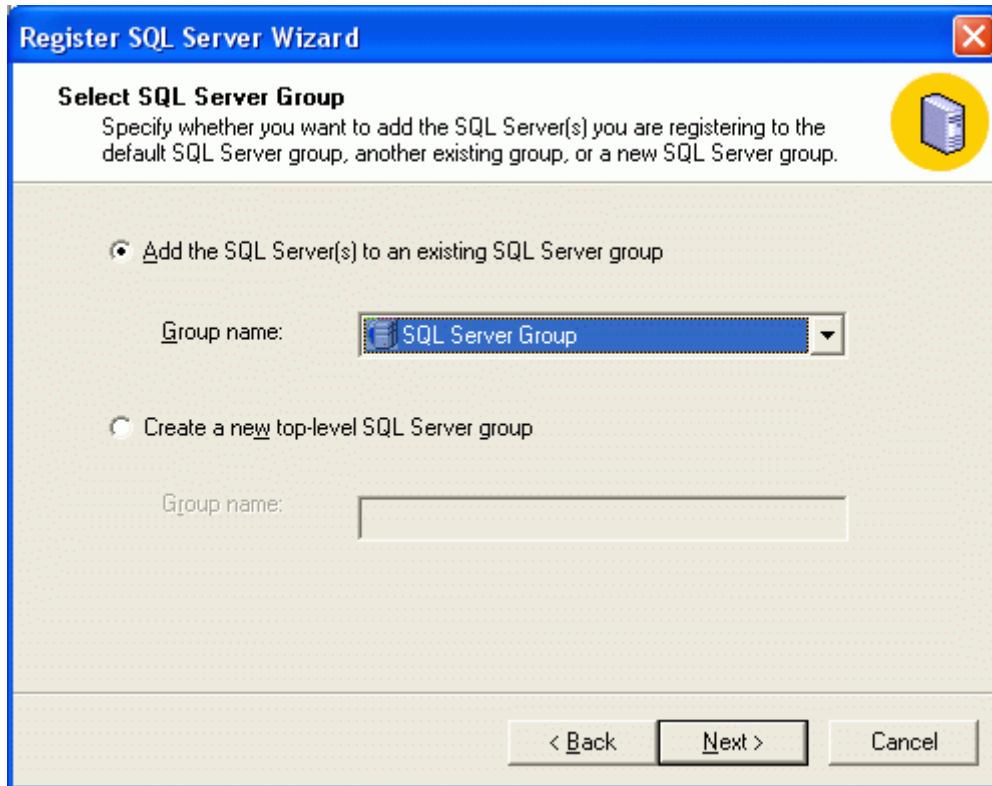 Register SQL Server Wizard
Select SQL Server Group
Specify whether you want to add the SQL Server(s) you are registering to the
default SQL Server group, another existing group, or a new SQL Server group.
Add the SQL Server(s) to an existing SQL Server group
Group name: SQL Server Group
Create a new top-level SQL Server group
Group name:
< Back Next > Cancel